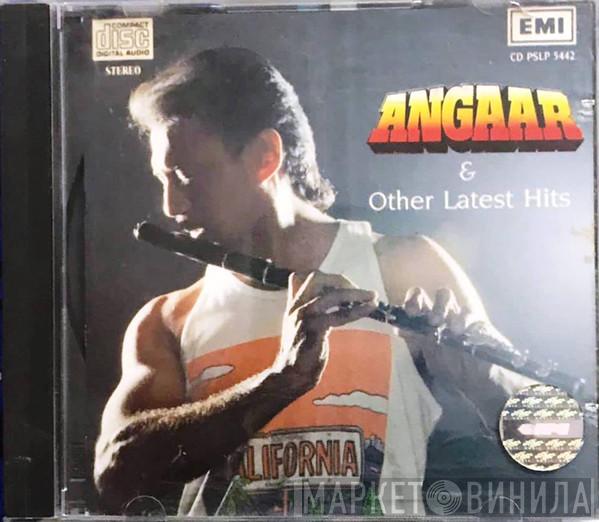 COMPACT
disc
DIGITAL AUDIO
STEREO
EMI
CD PSLP 5442
ANGAAR
&
Other Latest Hits
CALIFORNIA
МАРКЕТ ВИНИЛА